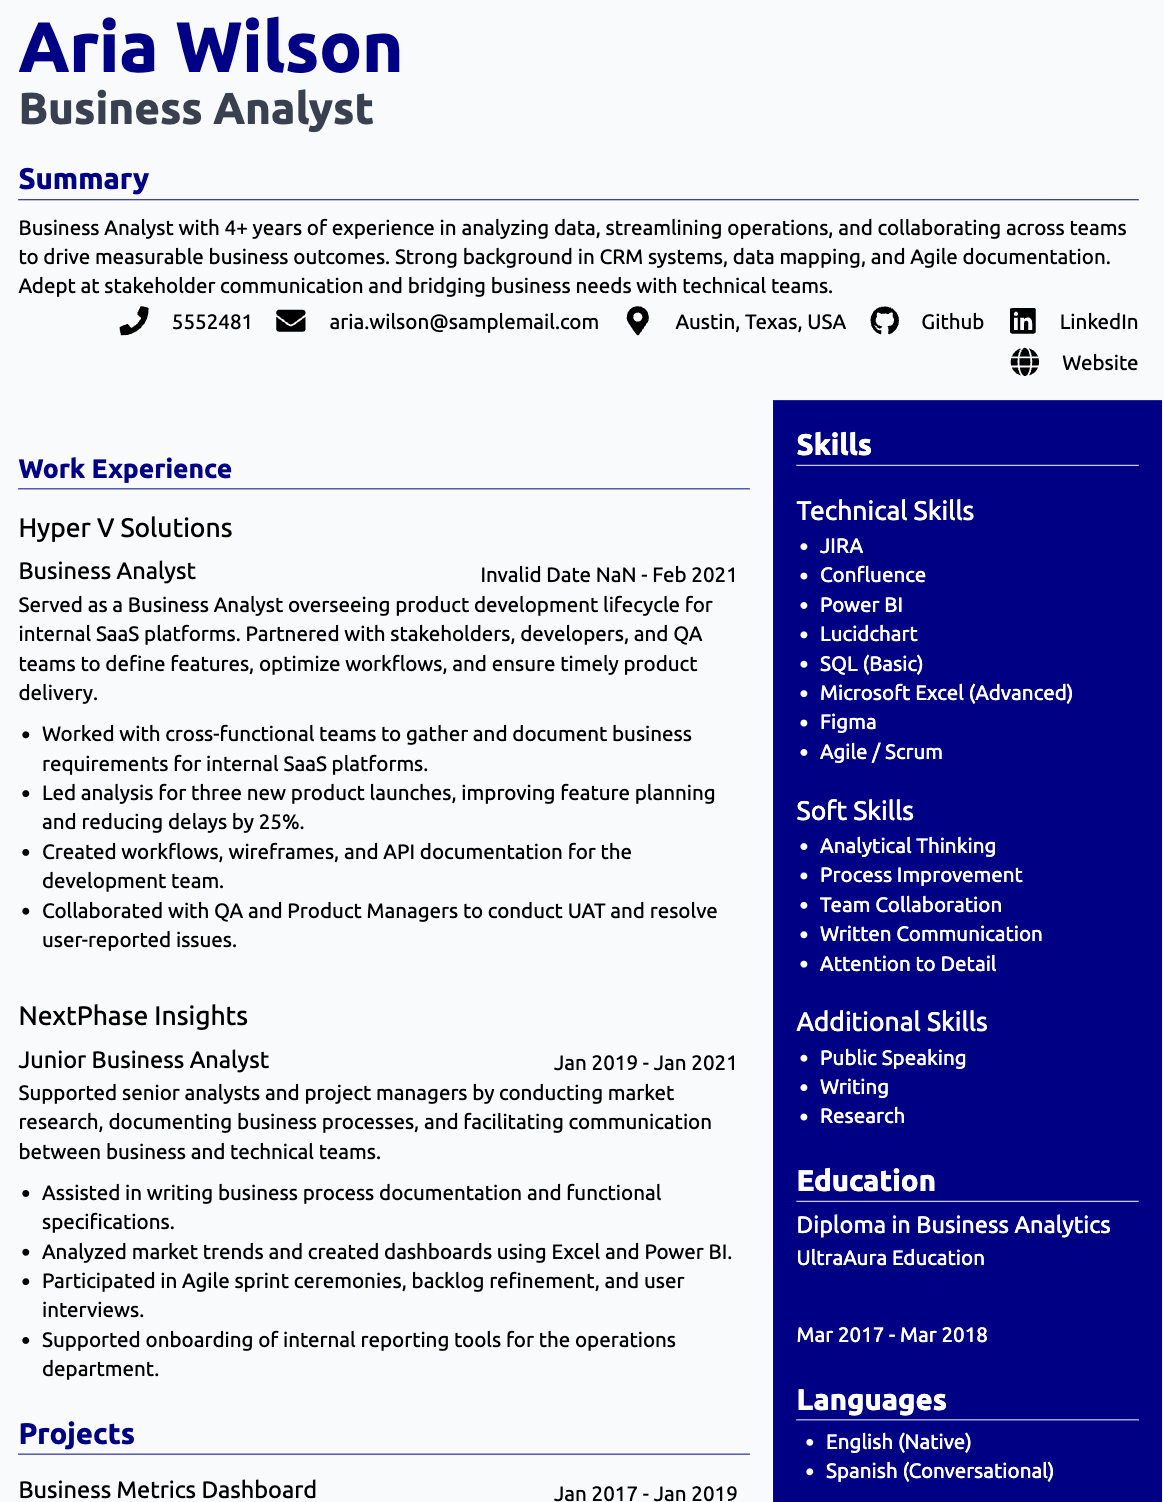 Aria Wilson
Business Analyst
Summary
Business Analyst with 4+ years of experience in analyzing data, streamlining operations, and collaborating across teams
to drive measurable business outcomes. Strong background in CRM systems, data mapping, and Agile documentation.
Adept at stakeholder communication and bridging business needs with technical teams.
5552481 aria.wilson@samplemail.com Austin, Texas, USA Github LinkedIn
Website
Work Experience
Hyper V Solutions
Business Analyst Invalid Date NaN - Feb 2021
Served as a Business Analyst overseeing product development lifecycle for
internal SaaS platforms. Partnered with stakeholders, developers, and QA
teams to define features, optimize workflows, and ensure timely product
delivery.
• Worked with cross-functional teams to gather and document business
requirements for internal SaaS platforms.
• Led analysis for three new product launches, improving feature planning
and reducing delays by 25%.
• Created workflows, wireframes, and API documentation for the
development team.
• Collaborated with QA and Product Managers to conduct UAT and resolve
user-reported issues.
NextPhase Insights
Junior Business Analyst Jan 2019 - Jan 2021
Supported senior analysts and project managers by conducting market
research, documenting business processes, and facilitating communication
between business and technical teams.
• Assisted in writing business process documentation and functional
specifications.
• Analyzed market trends and created dashboards using Excel and Power BI.
• Participated in Agile sprint ceremonies, backlog refinement, and user
interviews.
• Supported onboarding of internal reporting tools for the operations
department.
Projects
Business Metrics Dashboard Jan 2017 - Jan 2019
Skills
Technical Skills
• JIRA
• Confluence
• Power BI
• Lucidchart
• SQL (Basic)
• Microsoft Excel (Advanced)
• Figma
• Agile / Scrum
Soft Skills
• Analytical Thinking
• Process Improvement
• Team Collaboration
• Written Communication
• Attention to Detail
Additional Skills
• Public Speaking
• Writing
• Research
Education
Diploma in Business Analytics
UltraAura Education
Mar 2017 - Mar 2018
Languages
• English (Native)
• Spanish (Conversational)